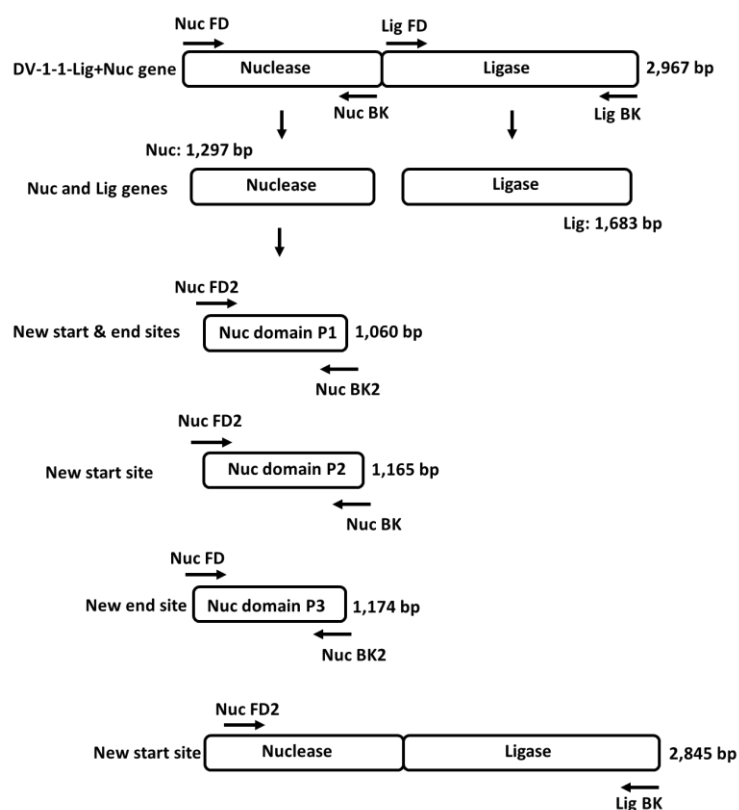 Nuc FD
Lig FD
DV-1-1-Lig+Nuc gene Nuclease Ligase 2,967 bp
Nuc BK
Lig BK
Nuc: 1,297 bp
Nuc and Lig genes Nuclease Ligase
Lig: 1,683 bp
Nuc FD2
New start & end sites Nuc domain P1 1,060 bp
Nuc BK2
Nuc FD2
New start site Nuc domain P2 1,165 bp
Nuc BK
Nuc FD
New end site Nuc domain P3 1,174 bp
Nuc BK2
Nuc FD2
New start site Nuclease Ligase 2,845 bp
Lig BK